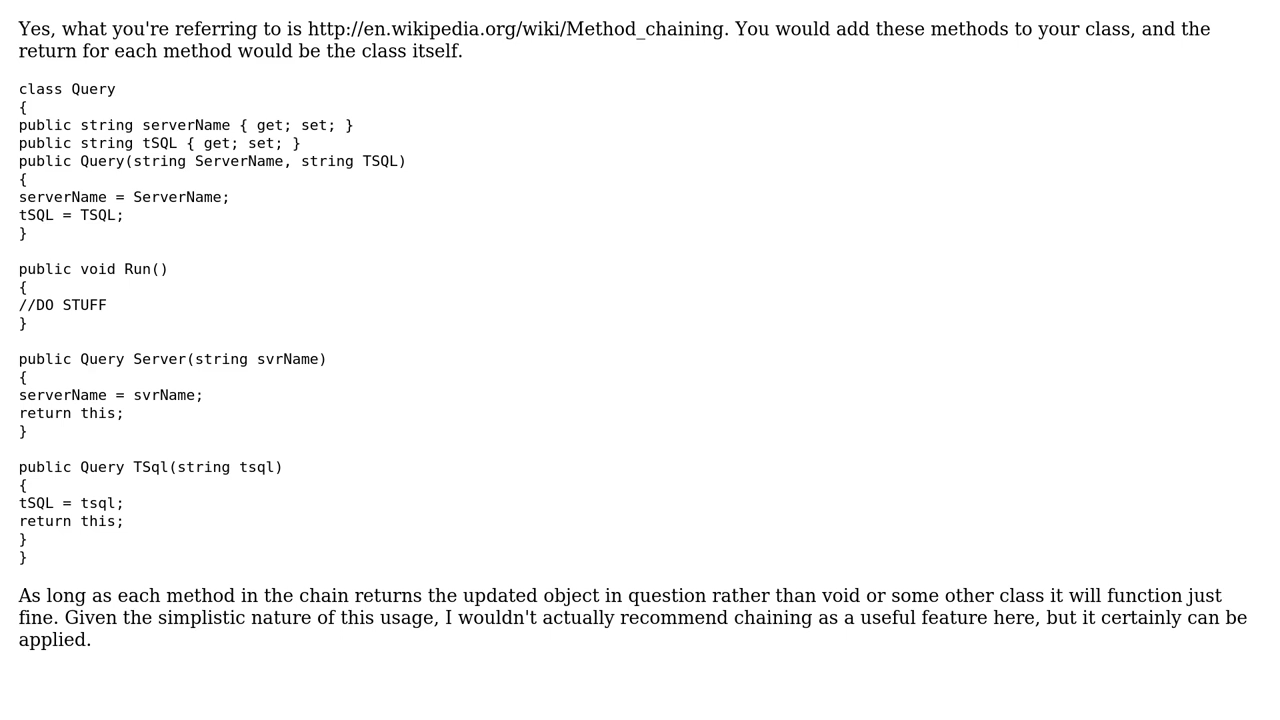 Yes, what you're referring to is http://en.wikipedia.org/wiki/Method_chaining. You would add these methods to your class, and the
return for each method would be the class itself.
class Query
{
public string serverName { get; set; }
public string tSQL { get; set; }
public Query(string ServerName, string TSQL)
{
serverName = ServerName;
tSQL = TSQL;
}
public void Run()
{
//DO STUFF
}
public Query Server(string svrName)
{
serverName = svrName;
return this;
}
public Query TSql(string tsql)
{
tSQL = tsql;
return this;
}
}
As long as each method in the chain returns the updated object in question rather than void or some other class it will function just
fine. Given the simplistic nature of this usage, I wouldn't actually recommend chaining as a useful feature here, but it certainly can be
applied.